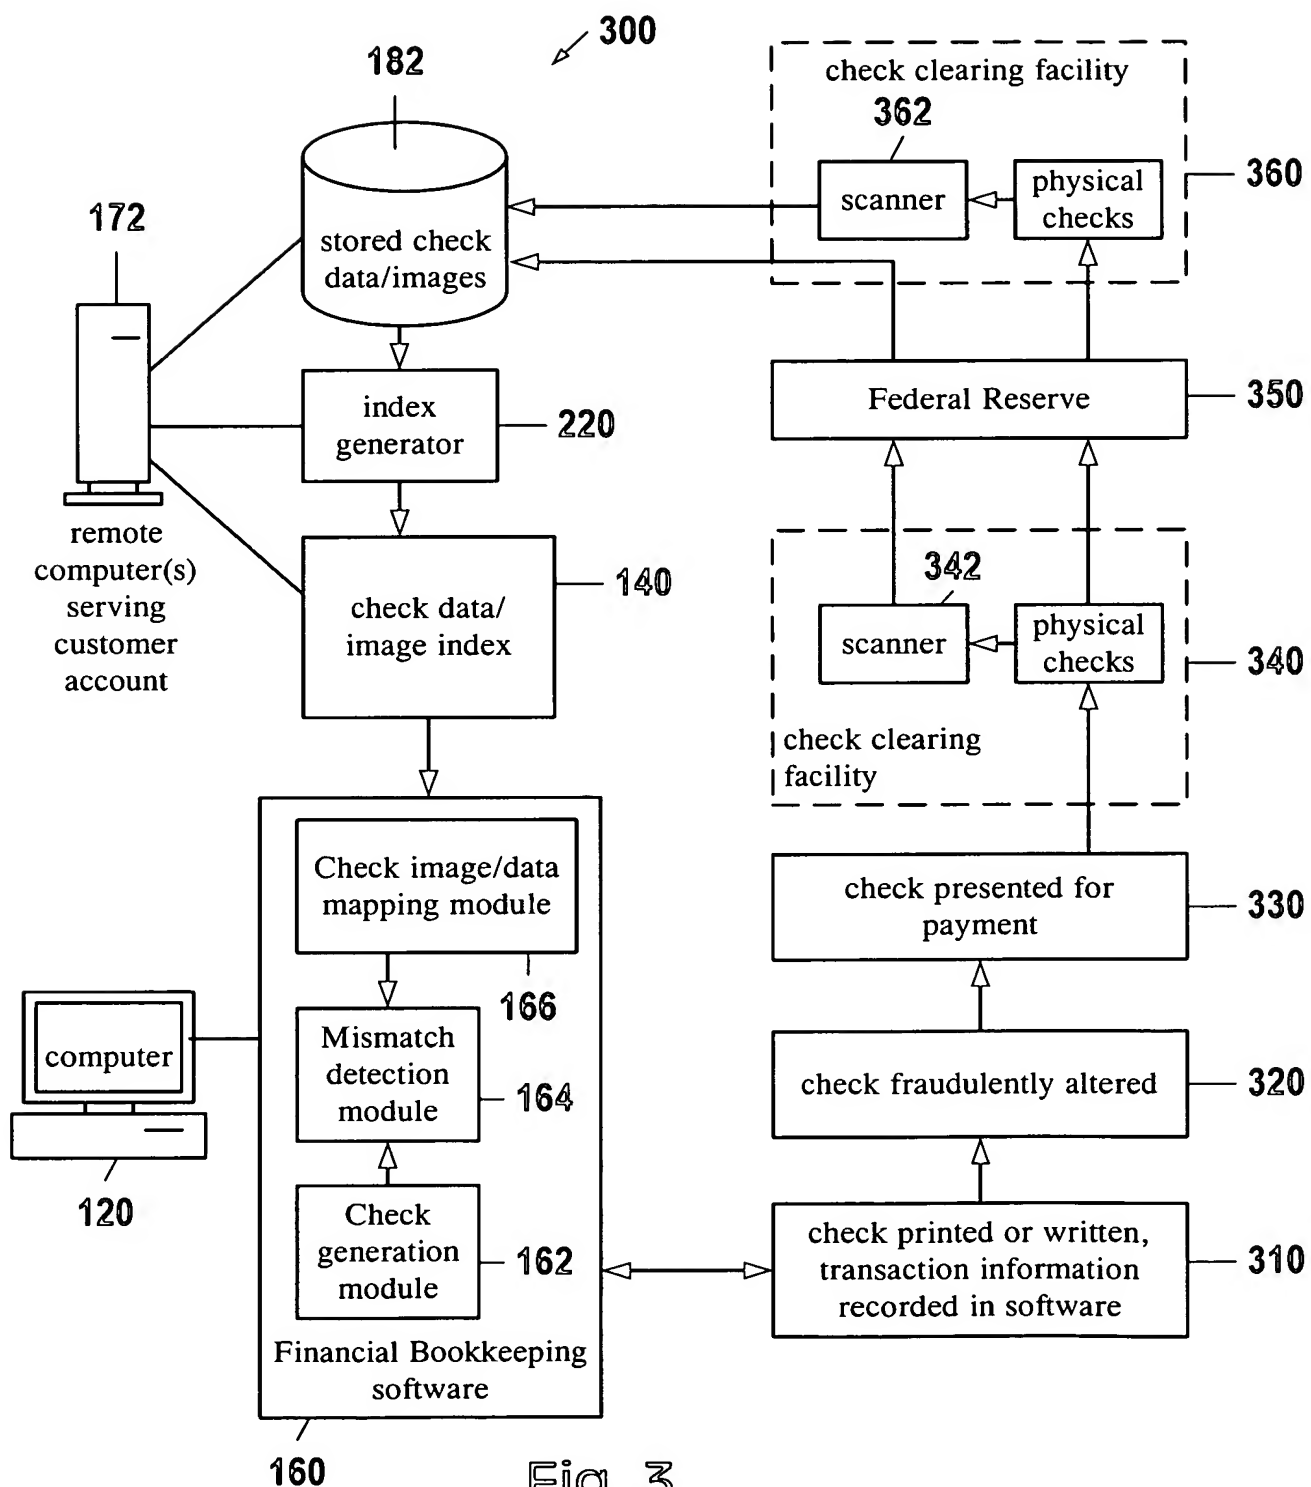 300
182
check clearing facility
362
scanner
physical
checks
360
172
stored check
data/images
index
generator
220
Federal Reserve
350
remote
computer(s)
serving
customer
account
check data/
image index
140
342
scanner
physical
checks
340
check clearing
facility
Check image/data
mapping module
166
check presented for
payment
330
computer
120
Mismatch
detection
module
164
check fraudulently altered
320
Check
generation
module
162
check printed or written,
transaction information
recorded in software
310
Financial Bookkeeping
software
160
Fig. 3